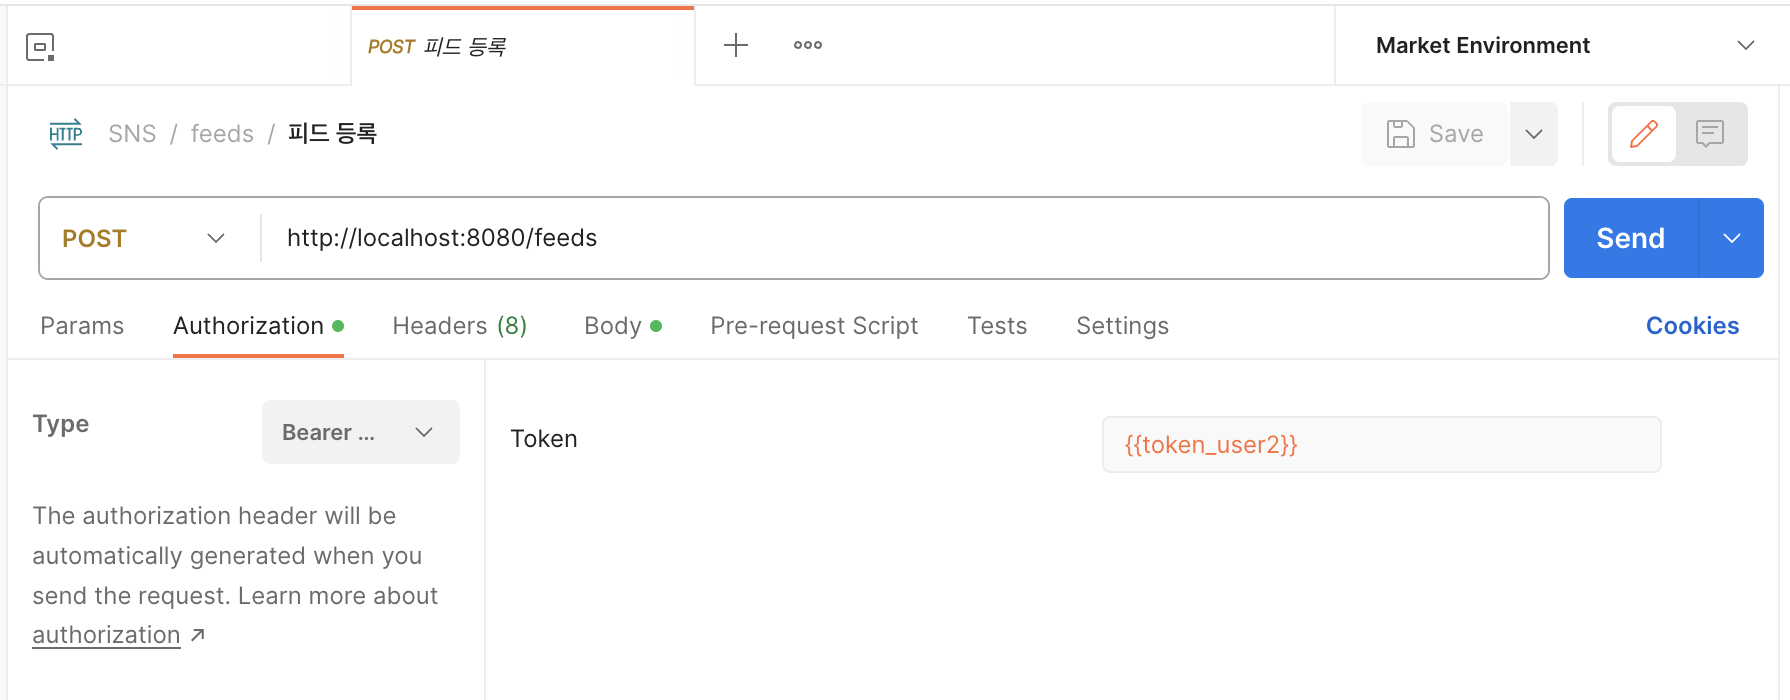 POST 피드 등록
Market Environment
HTTP SNS / feeds / 피드 등록
Save
POST http://localhost:8080/feeds
Send
Params Authorization Headers (8) Body Pre-request Script Tests Settings Cookies
Type Bearer ...
The authorization header will be
automatically generated when you
send the request. Learn more about
authorization ↗
Token {{token_user2}}